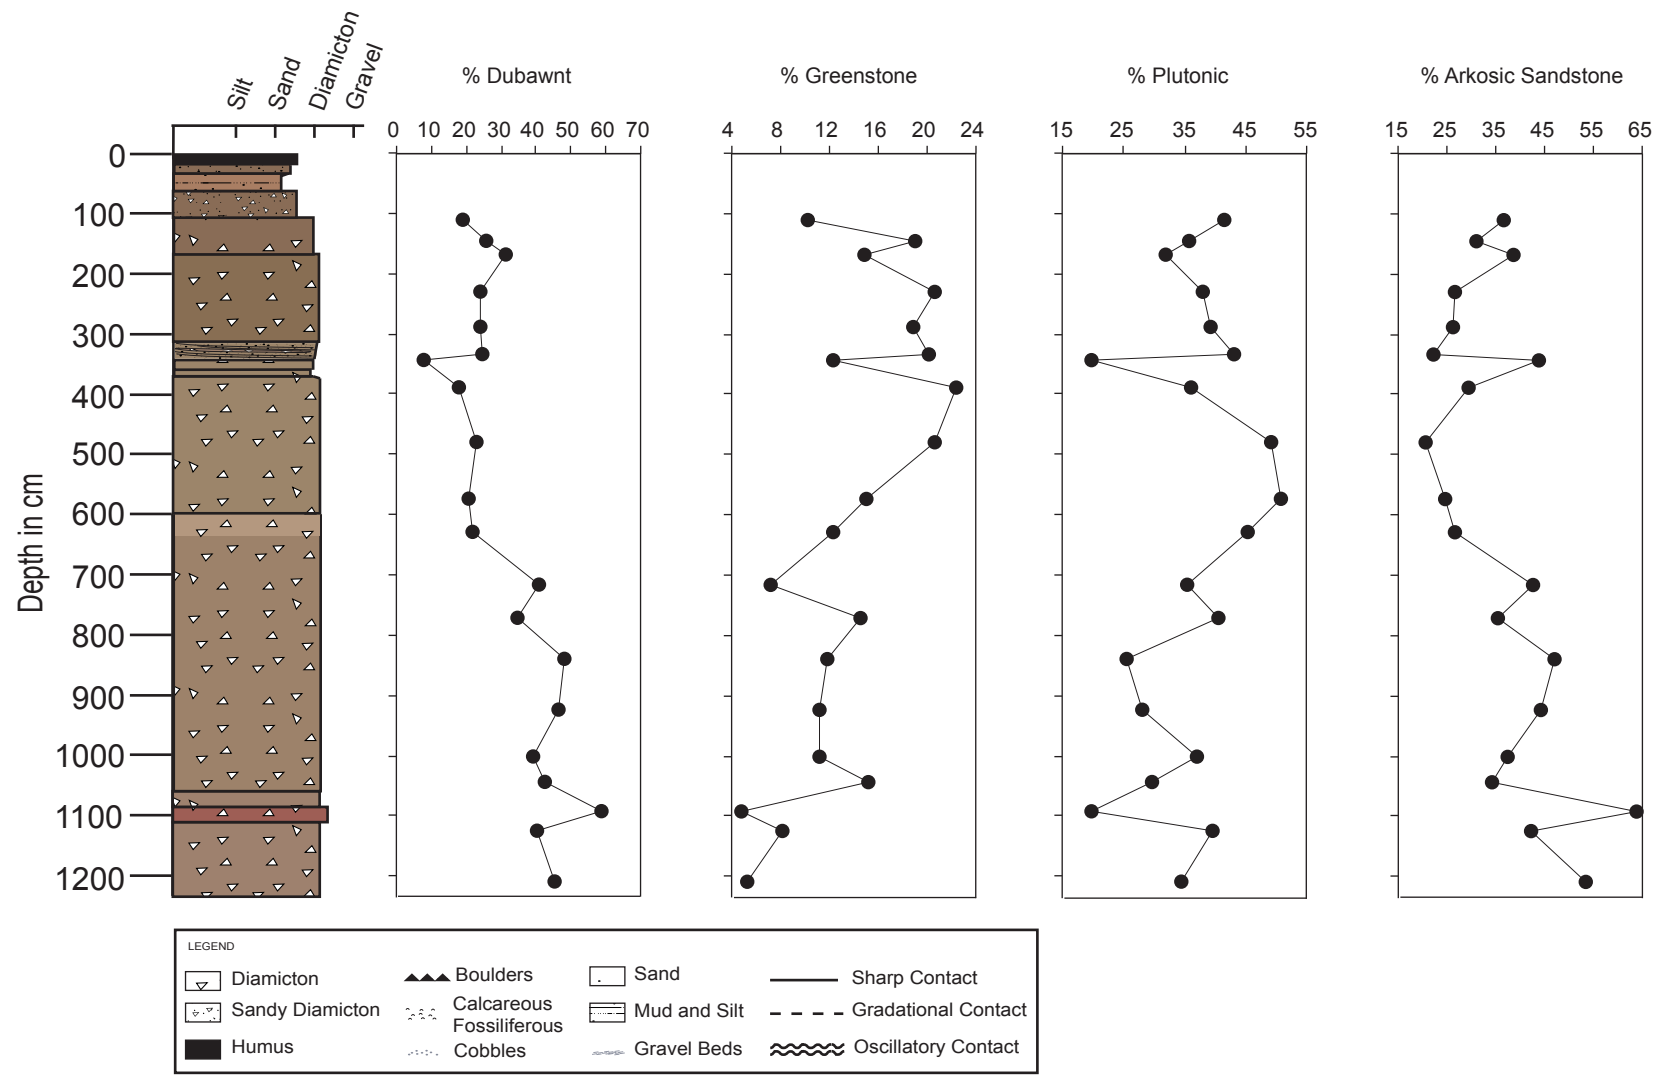 Silt
Sand
Diamicton
Gravel
% Dubawnt
% Greenstone
% Plutonic
% Arkosic Sandstone
0 10 20 30 40 50 60 70
4 8 12 16 20 24
15 25 35 45 55
15 25 35 45 55 65
Depth in cm
0
100
200
300
400
500
600
700
800
900
1000
1100
1200
LEGEND
Diamicton
Sandy Diamicton
Humus
Boulders
Calcareous
Fossiliferous
Cobbles
Sand
Mud and Silt
Gravel Beds
Sharp Contact
Gradational Contact
Oscillatory Contact